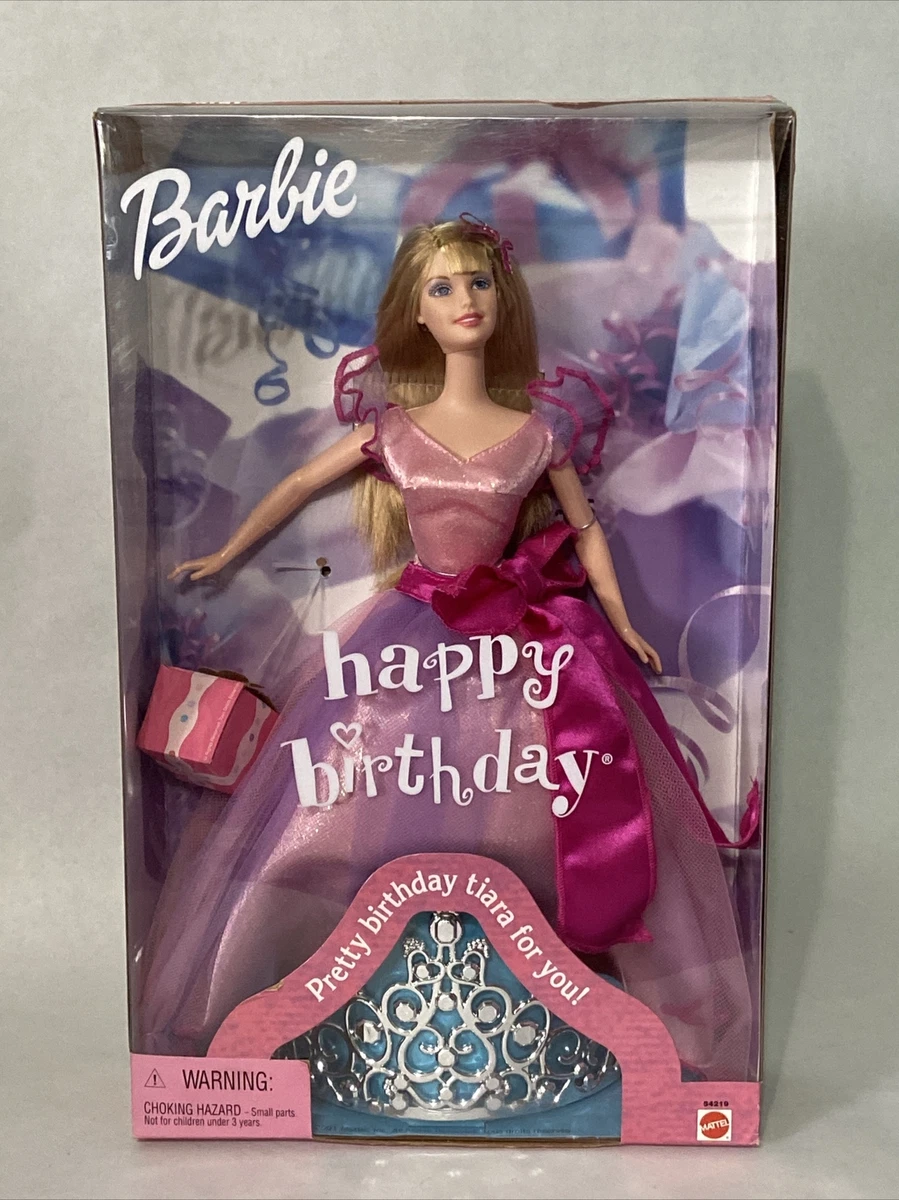 Barbie
happy
birthday®
Pretty birthday tiara for you!
⚠ WARNING:
CHOKING HAZARD – Small parts.
Not for children under 3 years.
54219
MATTEL